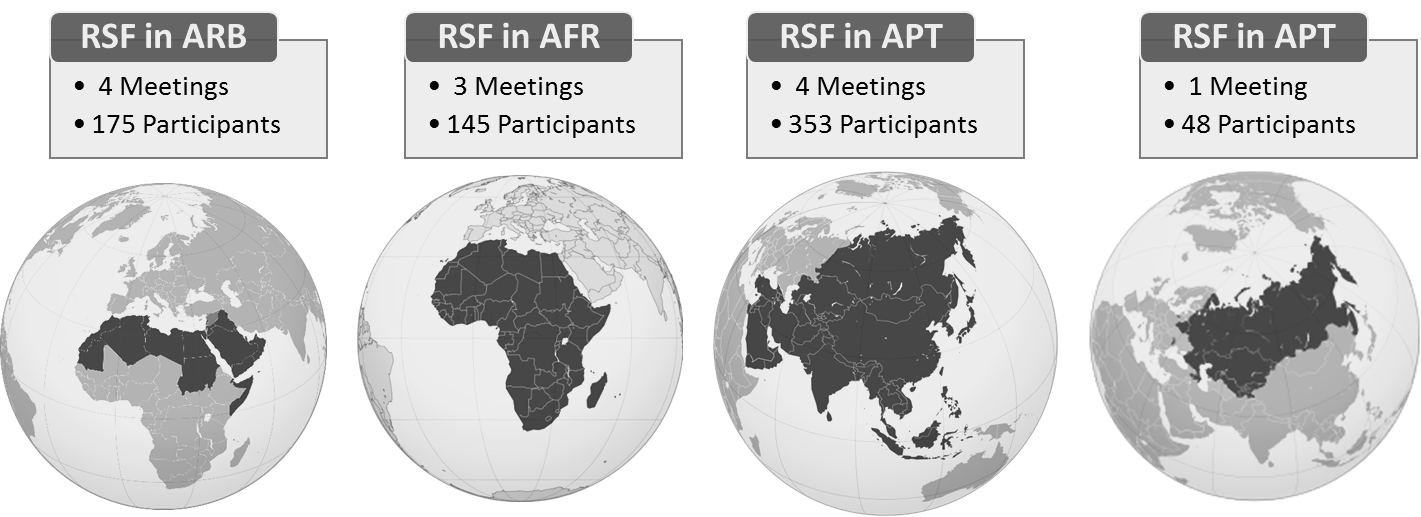 RSF in ARB
• 4 Meetings
• 175 Participants
RSF in AFR
• 3 Meetings
• 145 Participants
RSF in APT
• 4 Meetings
• 353 Participants
RSF in APT
• 1 Meeting
• 48 Participants